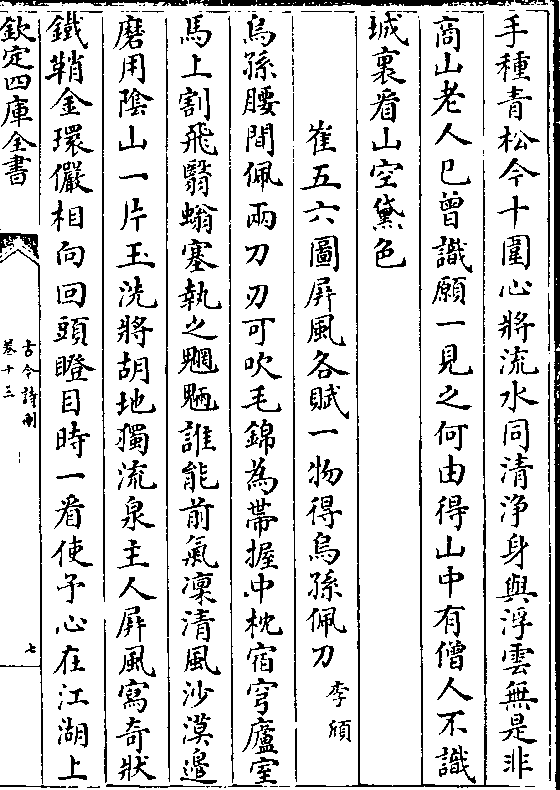 手種青松今十圍心將流水同清淨身與浮雲無是非
商山老人已曾識願一見之何由得山中有僧人不識
城裏看山空黛色
崔五六圖屏風各賦一物得烏孫佩刀
李頎
烏孫腰間佩兩刀刃可吹毛錦為帶握中枕宿穹廬室
馬上割飛翳螉塞執之魍魎誰能前氣凜清風沙漠邉
磨用陰山一片玉洗將胡地獨流泉主人屏風寫奇狀
鐵鞘金環儼相向回頭瞪目時一看使予心在江湖上
欽定四庫全書
古今詩刪
卷十三
七